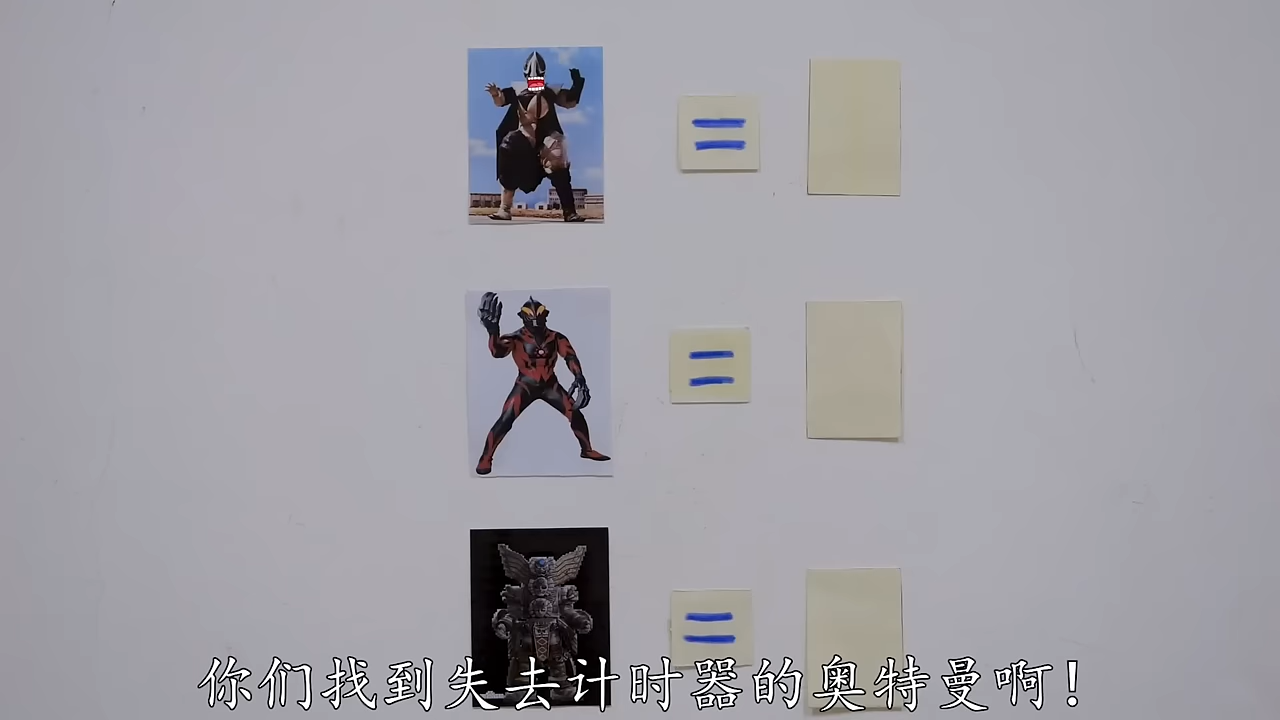 =
=
=
你们找到失去计时器的奥特曼啊！